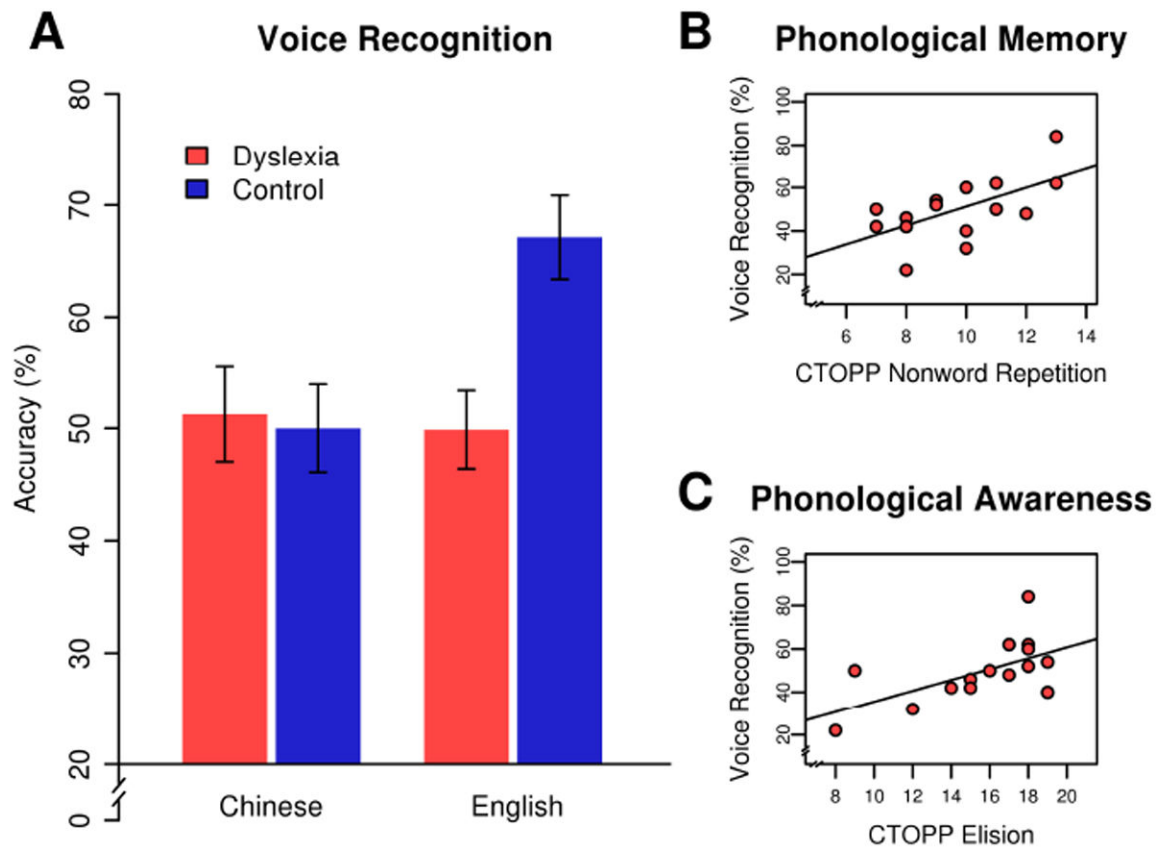 A
Voice Recognition
Accuracy (%)
80
70
60
50
40
30
20
0
Dyslexia
Control
Chinese
English
B
Phonological Memory
Voice Recognition (%)
100
80
60
40
20
6 8 10 12 14
CTOPP Nonword Repetition
C
Phonological Awareness
Voice Recognition (%)
100
80
60
40
20
8 10 12 14 16 18 20
CTOPP Elision